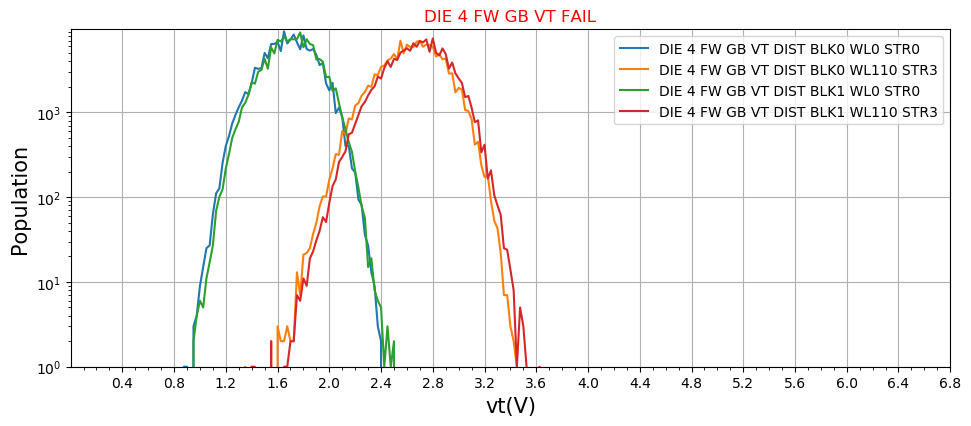 DIE 4 FW GB VT FAIL
DIE 4 FW GB VT DIST BLK0 WL0 STR0
DIE 4 FW GB VT DIST BLK0 WL110 STR3
DIE 4 FW GB VT DIST BLK1 WL0 STR0
DIE 4 FW GB VT DIST BLK1 WL110 STR3
Population
10³
10²
10¹
10⁰
0.4 0.8 1.2 1.6 2.0 2.4 2.8 3.2 3.6 4.0 4.4 4.8 5.2 5.6 6.0 6.4 6.8
vt(V)